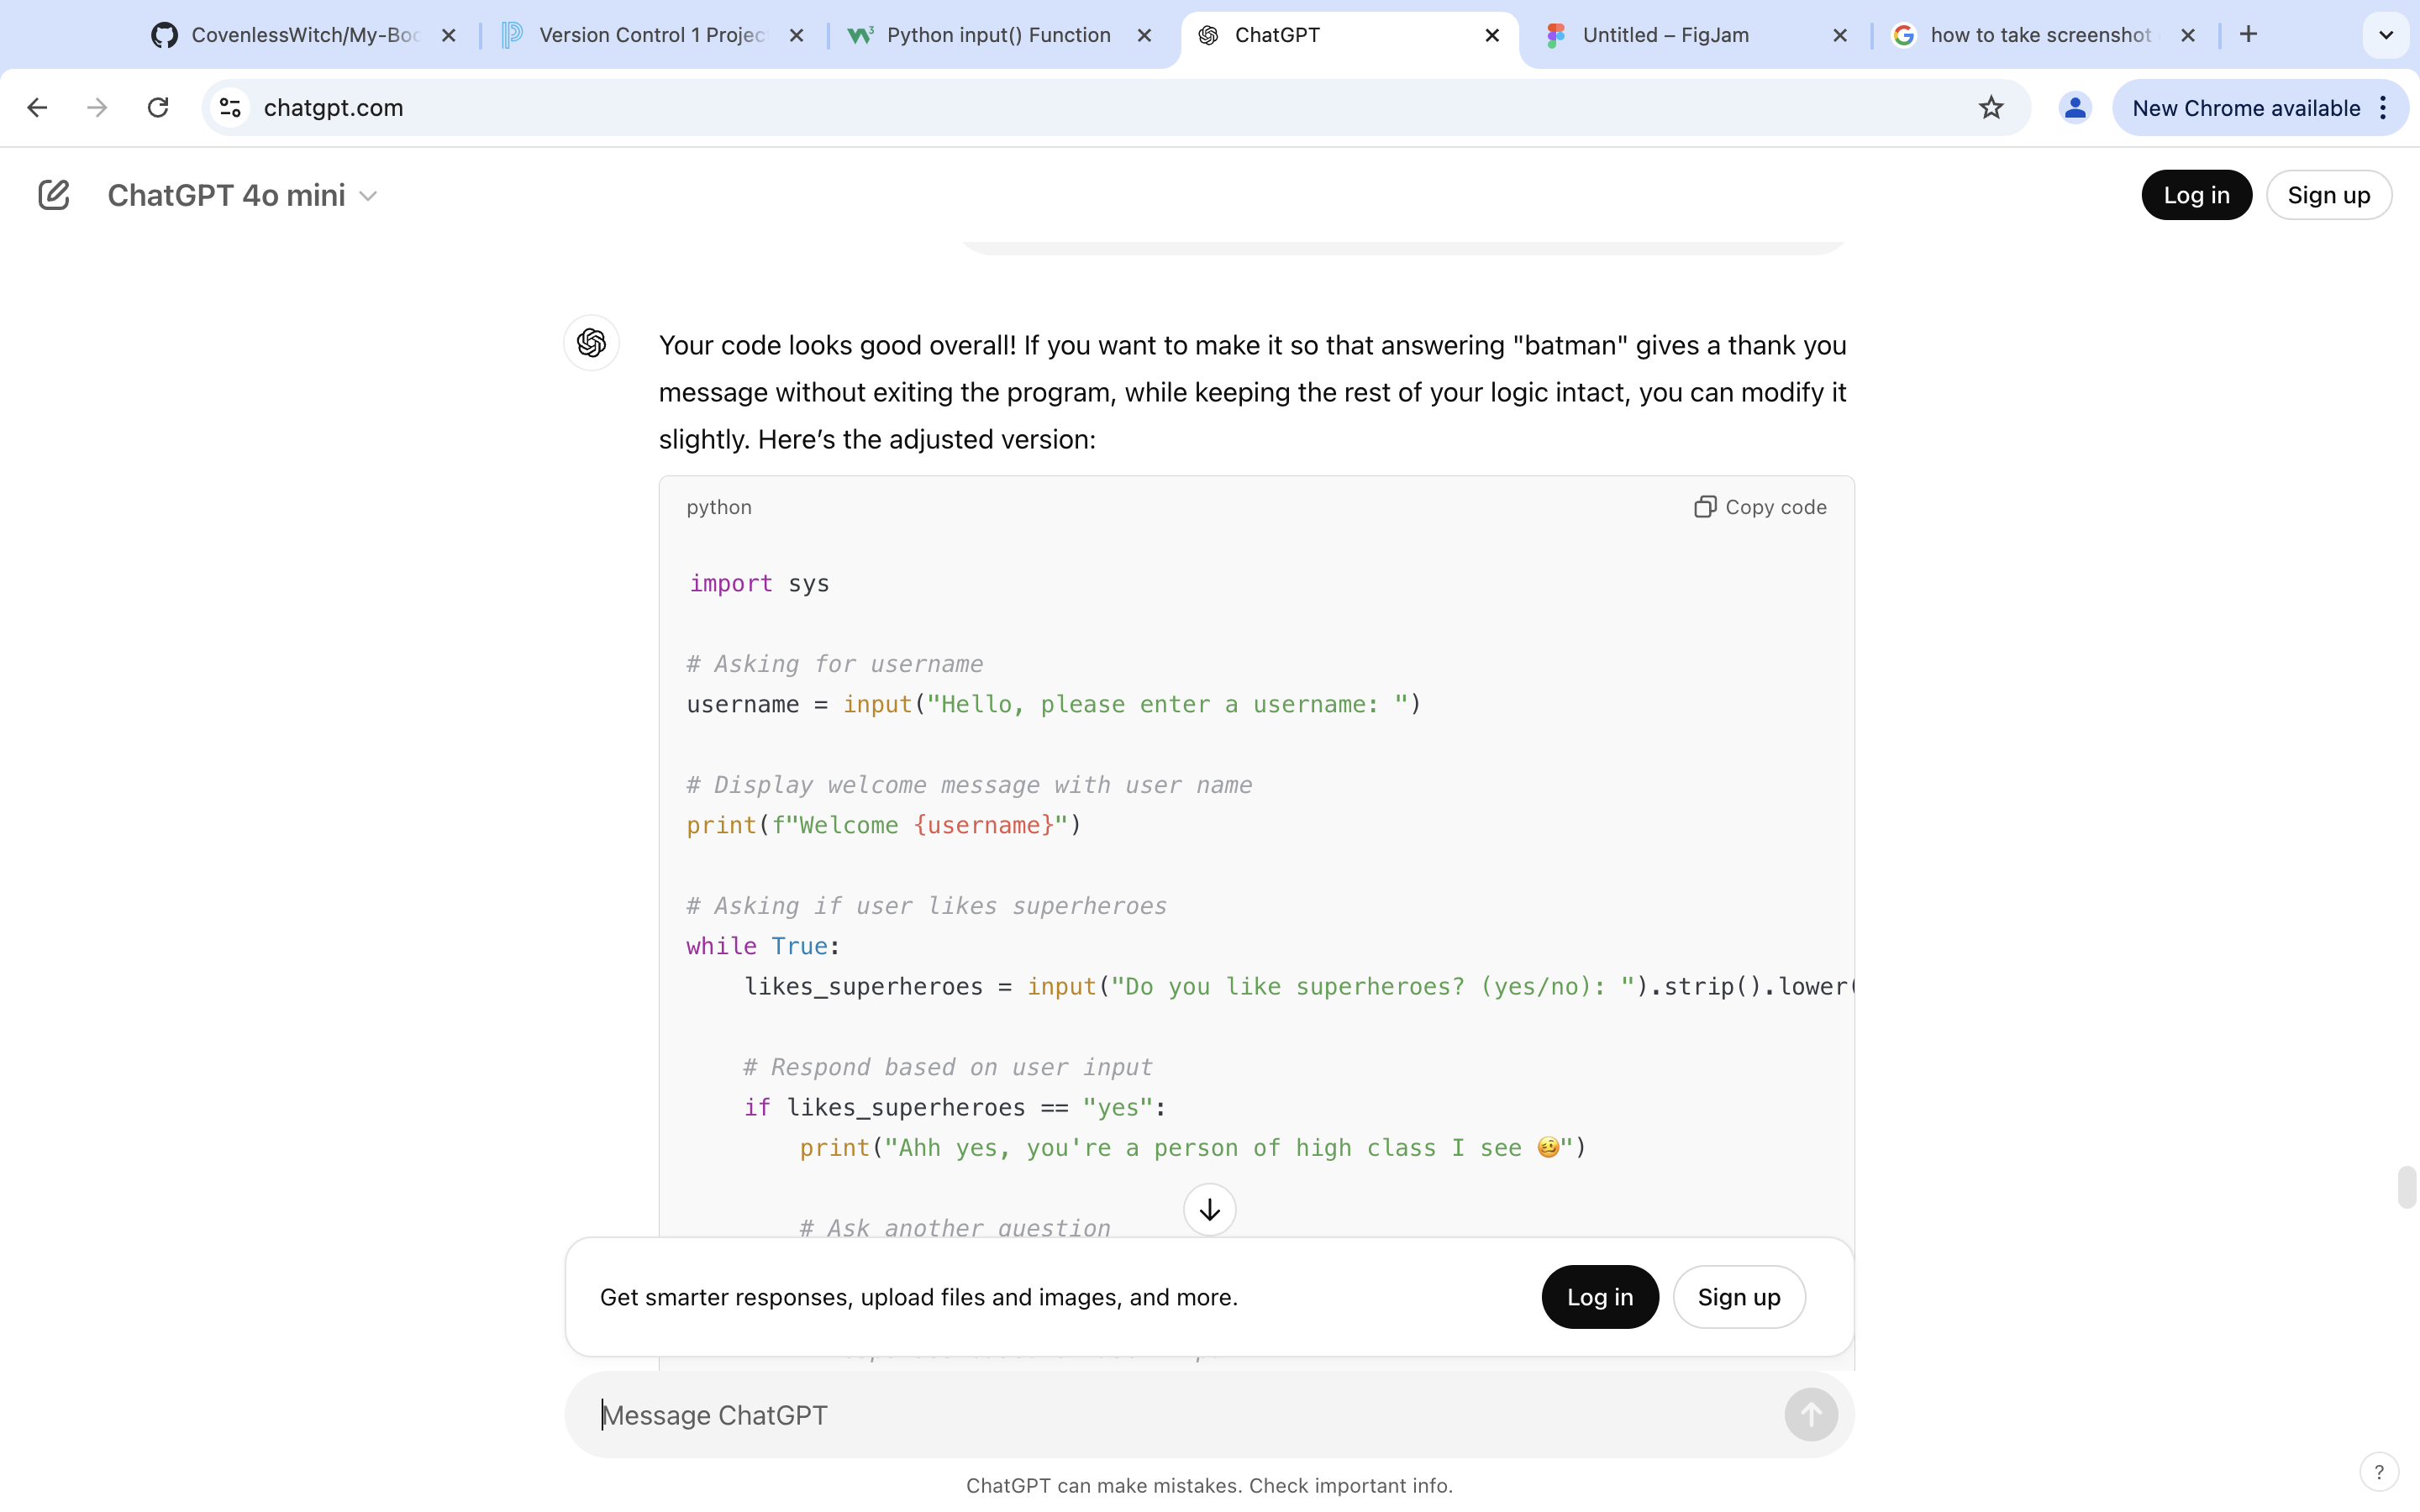 CovenlessWitch/My-Boo
Version Control 1 Projec
Python input() Function
ChatGPT
Untitled – FigJam
how to take screenshot
chatgpt.com
New Chrome available
ChatGPT 4o mini
Log in
Sign up
Your code looks good overall! If you want to make it so that answering "batman" gives a thank you
message without exiting the program, while keeping the rest of your logic intact, you can modify it
slightly. Here’s the adjusted version:
python
Copy code
import sys
# Asking for username
username = input("Hello, please enter a username: ")
# Display welcome message with user name
print(f"Welcome {username}")
# Asking if user likes superheroes
while True:
    likes_superheroes = input("Do you like superheroes? (yes/no): ").strip().lower(
    # Respond based on user input
    if likes_superheroes == "yes":
        print("Ahh yes, you're a person of high class I see 🥴")
        # Ask another question
Get smarter responses, upload files and images, and more.
Log in
Sign up
Message ChatGPT
ChatGPT can make mistakes. Check important info.
?